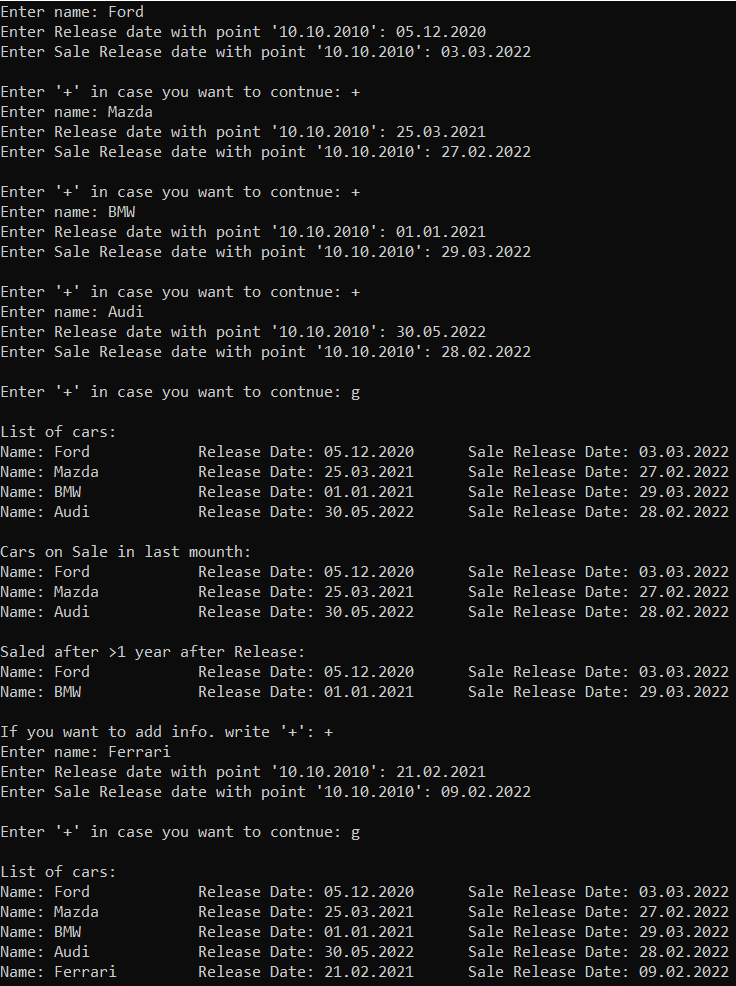 Enter name: Ford
Enter Release date with point '10.10.2010': 05.12.2020
Enter Sale Release date with point '10.10.2010': 03.03.2022
Enter '+' in case you want to contnue: +
Enter name: Mazda
Enter Release date with point '10.10.2010': 25.03.2021
Enter Sale Release date with point '10.10.2010': 27.02.2022
Enter '+' in case you want to contnue: +
Enter name: BMW
Enter Release date with point '10.10.2010': 01.01.2021
Enter Sale Release date with point '10.10.2010': 29.03.2022
Enter '+' in case you want to contnue: +
Enter name: Audi
Enter Release date with point '10.10.2010': 30.05.2022
Enter Sale Release date with point '10.10.2010': 28.02.2022
Enter '+' in case you want to contnue: g
List of cars:
Name: Ford Release Date: 05.12.2020 Sale Release Date: 03.03.2022
Name: Mazda Release Date: 25.03.2021 Sale Release Date: 27.02.2022
Name: BMW Release Date: 01.01.2021 Sale Release Date: 29.03.2022
Name: Audi Release Date: 30.05.2022 Sale Release Date: 28.02.2022
Cars on Sale in last mounth:
Name: Ford Release Date: 05.12.2020 Sale Release Date: 03.03.2022
Name: Mazda Release Date: 25.03.2021 Sale Release Date: 27.02.2022
Name: Audi Release Date: 30.05.2022 Sale Release Date: 28.02.2022
Saled after >1 year after Release:
Name: Ford Release Date: 05.12.2020 Sale Release Date: 03.03.2022
Name: BMW Release Date: 01.01.2021 Sale Release Date: 29.03.2022
If you want to add info. write '+': +
Enter name: Ferrari
Enter Release date with point '10.10.2010': 21.02.2021
Enter Sale Release date with point '10.10.2010': 09.02.2022
Enter '+' in case you want to contnue: g
List of cars:
Name: Ford Release Date: 05.12.2020 Sale Release Date: 03.03.2022
Name: Mazda Release Date: 25.03.2021 Sale Release Date: 27.02.2022
Name: BMW Release Date: 01.01.2021 Sale Release Date: 29.03.2022
Name: Audi Release Date: 30.05.2022 Sale Release Date: 28.02.2022
Name: Ferrari Release Date: 21.02.2021 Sale Release Date: 09.02.2022